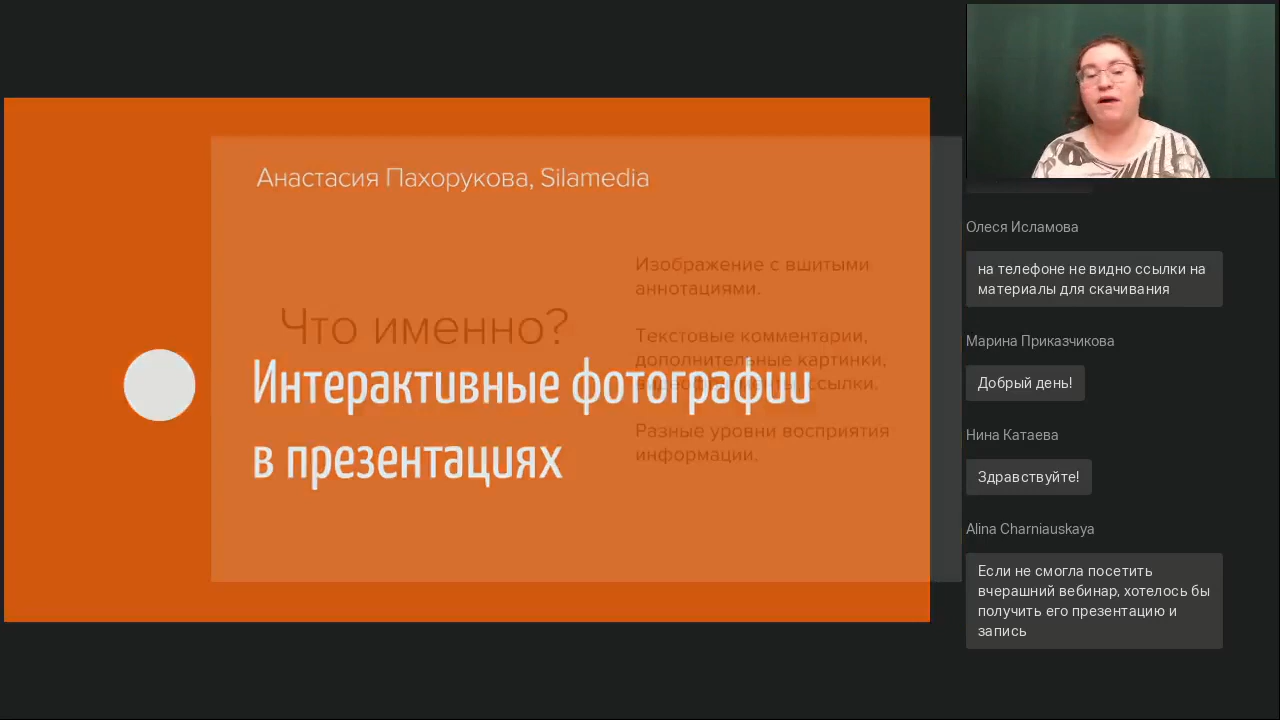 Анастасия Пахорукова, Silamedia
Что именно?
Изображение с вшитыми
аннотациями.
Текстовые комментарии,
дополнительные картинки,
видеофрагменты, ссылки.
Разные уровни восприятия
информации.
Интерактивные фотографии
в презентациях
Олеся Исламова
на телефоне не видно ссылки на
материалы для скачивания
Марина Приказчикова
Добрый день!
Нина Катаева
Здравствуйте!
Alina Charniauskaya
Если не смогла посетить
вчерашний вебинар, хотелось бы
получить его презентацию и
запись